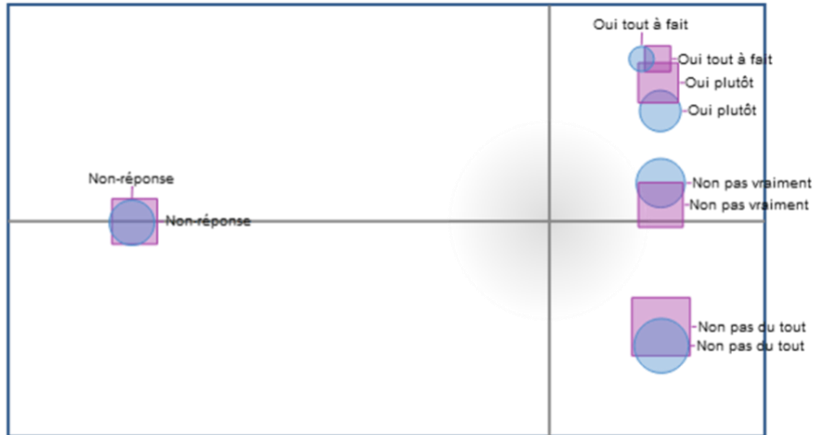 Oui tout à fait
Oui tout à fait
Oui plutôt
Oui plutôt
Non-réponse
Non pas vraiment
Non pas vraiment
Non-réponse
Non pas du tout
Non pas du tout